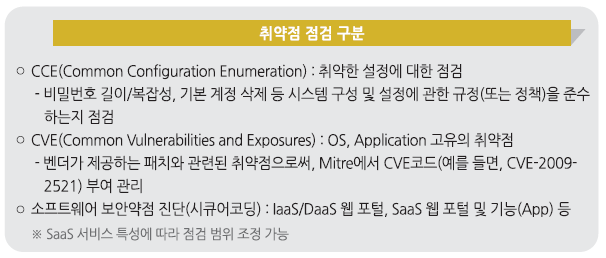 취약점 점검 구분
○ CCE(Common Configuration Enumeration) : 취약한 설정에 대한 점검
- 비밀번호 길이/복잡성, 기본 계정 삭제 등 시스템 구성 및 설정에 관한 규정(또는 정책)을 준수
하는지 점검
○ CVE(Common Vulnerabilities and Exposures) : OS, Application 고유의 취약점
- 벤더가 제공하는 패치와 관련된 취약점으로써, Mitre에서 CVE코드(예를 들면, CVE-2009-
2521) 부여 관리
○ 소프트웨어 보안약점 진단(시큐어코딩) : IaaS/DaaS 웹 포털, SaaS 웹 포털 및 기능(App) 등
※ SaaS 서비스 특성에 따라 점검 범위 조정 가능